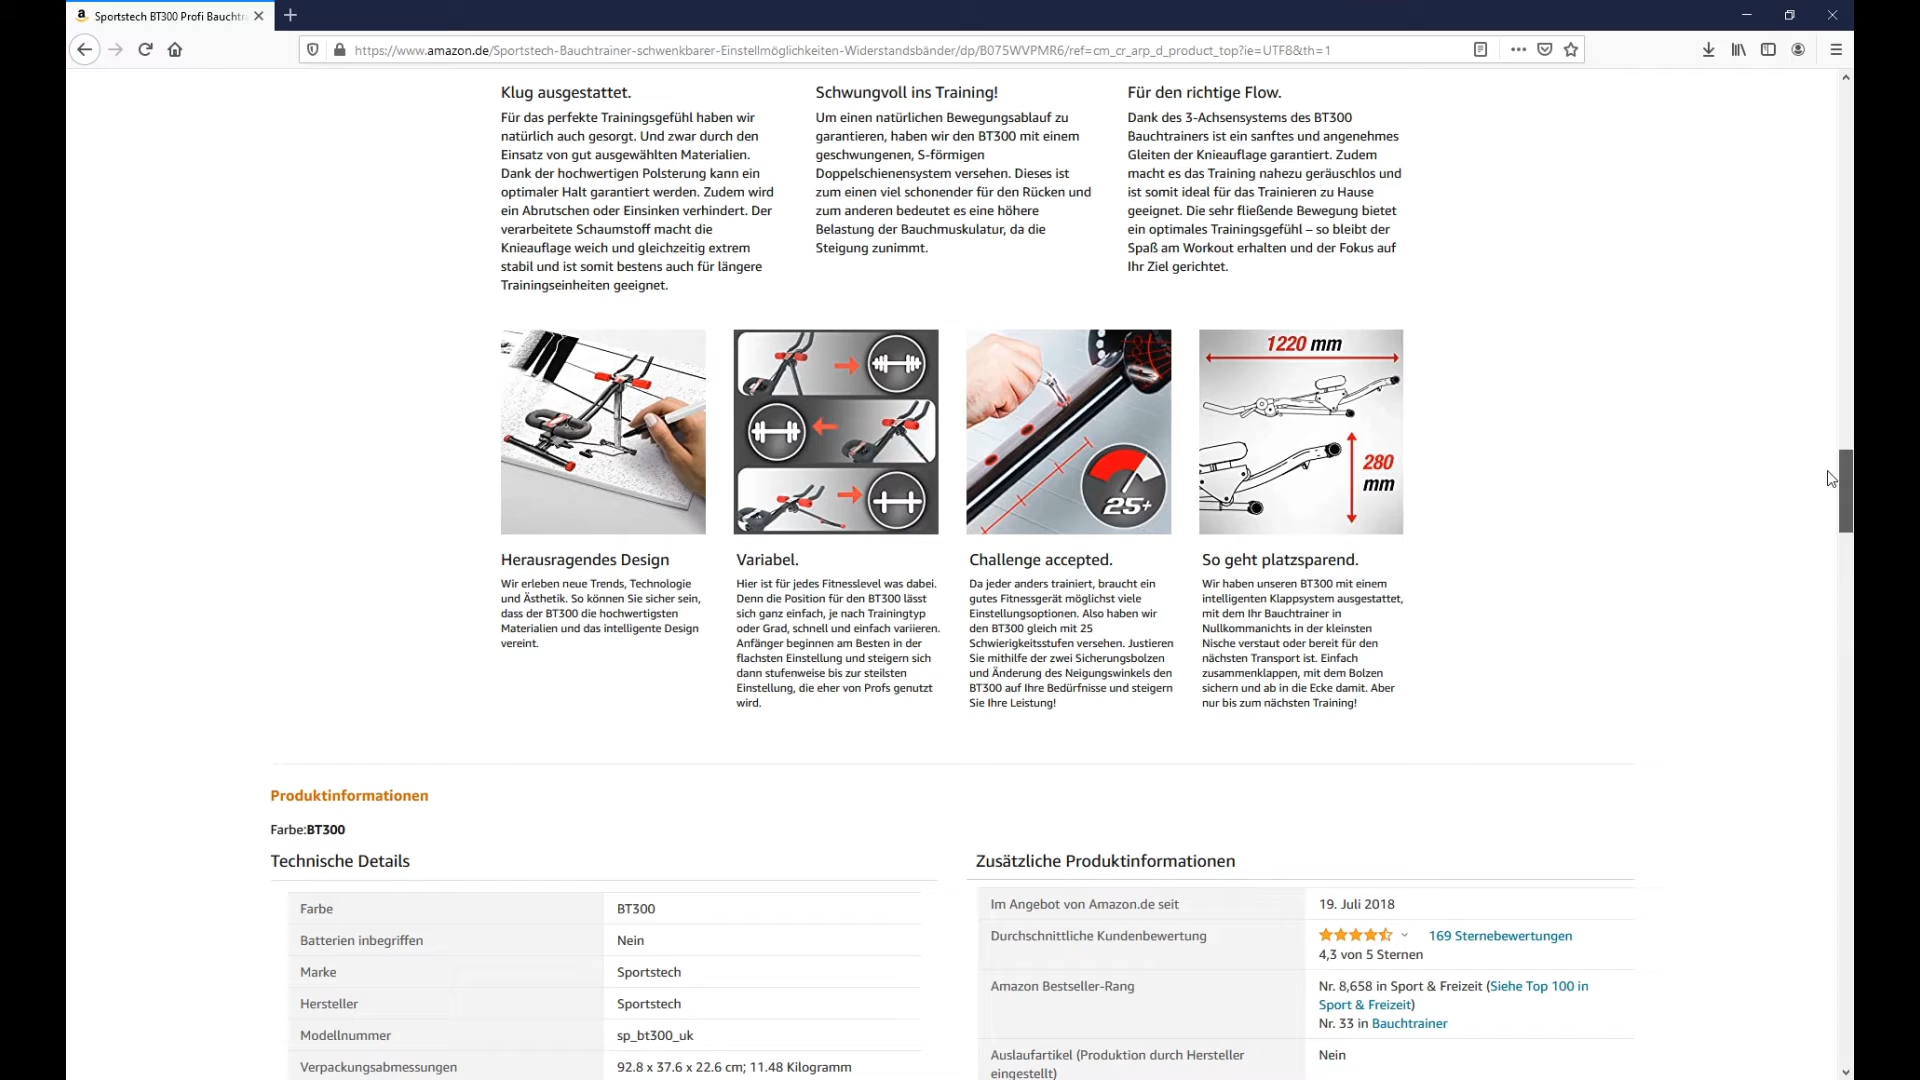 Sportstech BT300 Profi Bauchtr
https://www.amazon.de/Sportstech-Bauchtrainer-schwenkbarer-Einstellmöglichkeiten-Widerstandsbänder/dp/B075WVPMR6/ref=cm_cr_arp_d_product_top?ie=UTF8&th=1
Klug ausgestattet.
Für das perfekte Trainingsgefühl haben wir
natürlich auch gesorgt. Und zwar durch den
Einsatz von gut ausgewählten Materialien.
Dank der hochwertigen Polsterung kann ein
optimaler Halt garantiert werden. Zudem wird
ein Abrutschen oder Einsinken verhindert. Der
verarbeitete Schaumstoff macht die
Knieauflage weich und gleichzeitig extrem
stabil und ist somit bestens auch für längere
Trainingseinheiten geeignet.
Schwungvoll ins Training!
Um einen natürlichen Bewegungsablauf zu
garantieren, haben wir den BT300 mit einem
geschwungenen, S-förmigen
Doppelschienensystem versehen. Dieses ist
zum einen viel schonender für den Rücken und
zum anderen bedeutet es eine höhere
Belastung der Bauchmuskulatur, da die
Steigung zunimmt.
Für den richtige Flow.
Dank des 3-Achsensystems des BT300
Bauchtrainers ist ein sanftes und angenehmes
Gleiten der Knieauflage garantiert. Zudem
macht es das Training nahezu geräuschlos und
ist somit ideal für das Trainieren zu Hause
geeignet. Die sehr fließende Bewegung bietet
ein optimales Trainingsgefühl – so bleibt der
Spaß am Workout erhalten und der Fokus auf
Ihr Ziel gerichtet.
25+
1220 mm
280
mm
Herausragendes Design
Wir erleben neue Trends, Technologie
und Ästhetik. So können Sie sicher sein,
dass der BT300 die hochwertigsten
Materialien und das intelligente Design
vereint.
Variabel.
Hier ist für jedes Fitnesslevel was dabei.
Denn die Position für den BT300 lässt
sich ganz einfach, je nach Trainingtyp
oder Grad, schnell und einfach variieren.
Anfänger beginnen am Besten in der
flachsten Einstellung und steigern sich
dann stufenweise bis zur steilsten
Einstellung, die eher von Profs genutzt
wird.
Challenge accepted.
Da jeder anders trainiert, braucht ein
gutes Fitnessgerät möglichst viele
Einstellungsoptionen. Also haben wir
den BT300 gleich mit 25
Schwierigkeitsstufen versehen. Justieren
Sie mithilfe der zwei Sicherungsbolzen
und Änderung des Neigungswinkels den
BT300 auf Ihre Bedürfnisse und steigern
Sie Ihre Leistung!
So geht platzsparend.
Wir haben unseren BT300 mit einem
intelligenten Klappsystem ausgestattet,
mit dem Ihr Bauchtrainer in
Nullkommanichts in der kleinsten
Nische verstaut oder bereit für den
nächsten Transport ist. Einfach
zusammenklappen, mit dem Bolzen
sichern und ab in die Ecke damit. Aber
nur bis zum nächsten Training!
Produktinformationen
Farbe:BT300
Technische Details
Farbe BT300
Batterien inbegriffen Nein
Marke Sportstech
Hersteller Sportstech
Modellnummer sp_bt300_uk
Verpackungsabmessungen 92.8 x 37.6 x 22.6 cm; 11.48 Kilogramm
Zusätzliche Produktinformationen
Im Angebot von Amazon.de seit 19. Juli 2018
Durchschnittliche Kundenbewertung 169 Sternebewertungen
4,3 von 5 Sternen
Amazon Bestseller-Rang Nr. 8,658 in Sport & Freizeit (Siehe Top 100 in
Sport & Freizeit)
Nr. 33 in Bauchtrainer
Auslaufartikel (Produktion durch Hersteller Nein
eingestellt)